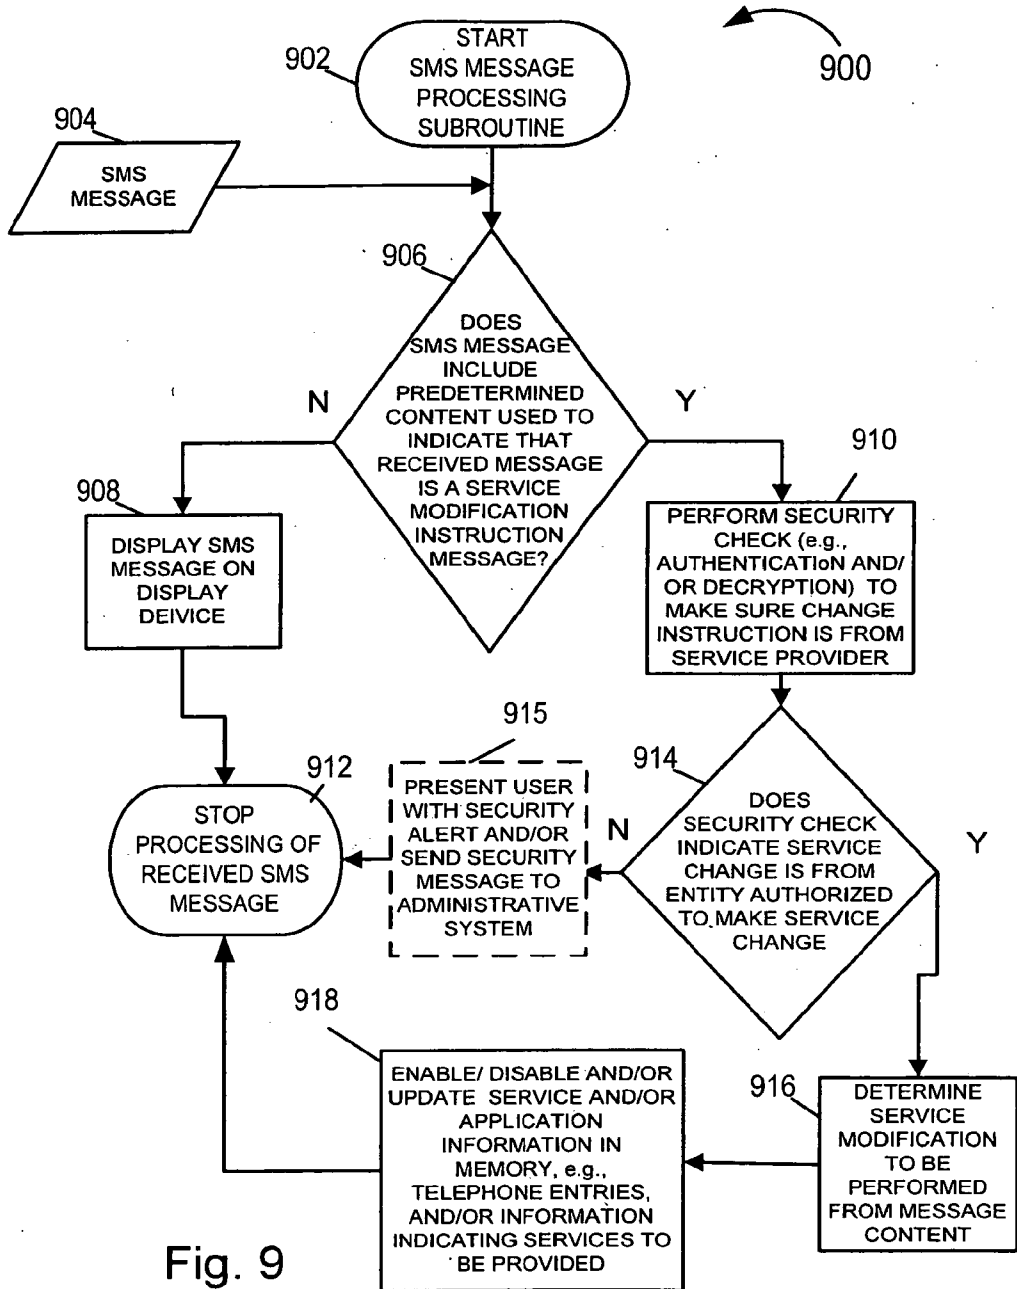 900
902
START
SMS MESSAGE
PROCESSING
SUBROUTINE
904
SMS
MESSAGE
906
DOES
SMS MESSAGE
INCLUDE
PREDETERMINED
CONTENT USED TO
INDICATE THAT
RECEIVED MESSAGE
IS A SERVICE
MODIFICATION
INSTRUCTION
MESSAGE?
N
Y
908
DISPLAY SMS
MESSAGE ON
DISPLAY
DEIVICE
910
PERFORM SECURITY
CHECK (e.g.,
AUTHENTICATION AND/
OR DECRYPTION) TO
MAKE SURE CHANGE
INSTRUCTION IS FROM
SERVICE PROVIDER
912
STOP
PROCESSING OF
RECEIVED SMS
MESSAGE
915
PRESENT USER
WITH SECURITY
ALERT AND/OR
SEND SECURITY
MESSAGE TO
ADMINISTRATIVE
SYSTEM
914
N
Y
DOES
SECURITY CHECK
INDICATE SERVICE
CHANGE IS FROM
ENTITY AUTHORIZED
TO MAKE SERVICE
CHANGE
918
ENABLE/ DISABLE AND/OR
UPDATE SERVICE AND/OR
APPLICATION
INFORMATION IN
MEMORY, e.g.,
TELEPHONE ENTRIES,
AND/OR INFORMATION
INDICATING SERVICES TO
BE PROVIDED
916
DETERMINE
SERVICE
MODIFICATION
TO BE
PERFORMED
FROM MESSAGE
CONTENT
Fig. 9